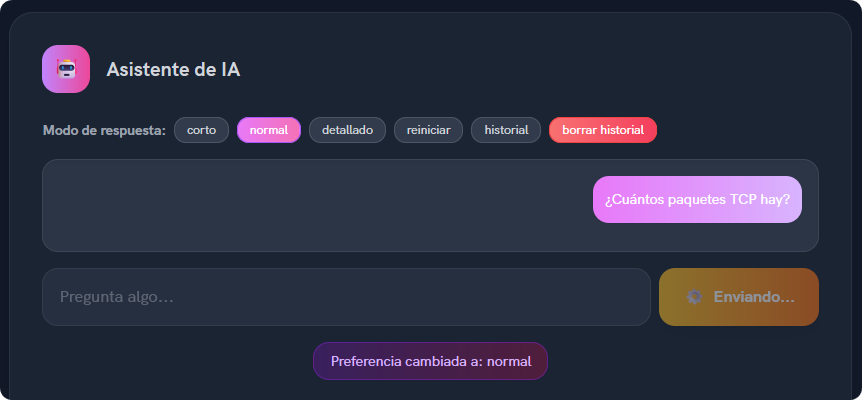 Asistente de IA
Modo de respuesta: corto normal detallado reiniciar historial borrar historial
¿Cuántos paquetes TCP hay?
Pregunta algo... Enviando...
Preferencia cambiada a: normal